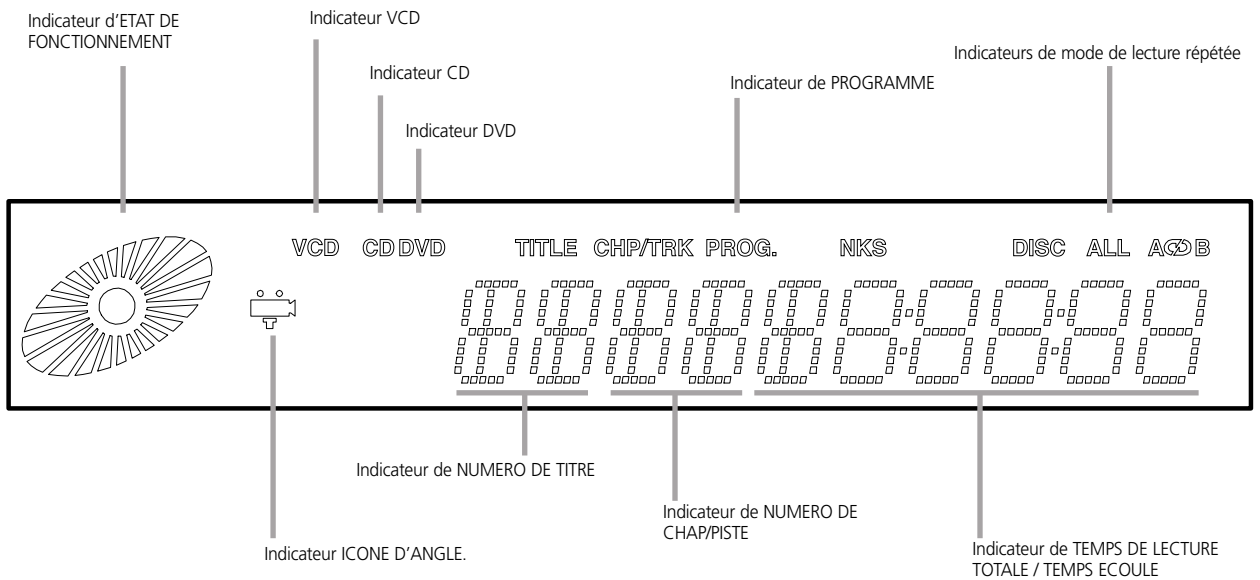 Indicateur d'ETAT DE
FONCTIONNEMENT
Indicateur VCD
Indicateur CD
Indicateur DVD
Indicateur de PROGRAMME
Indicateurs de mode de lecture répétée
VCD CD DVD TITLE CHP/TRK PROG. NKS DISC ALL A B
Indicateur de NUMERO DE TITRE
Indicateur de NUMERO DE
CHAP/PISTE
Indicateur ICONE D'ANGLE.
Indicateur de TEMPS DE LECTURE
TOTALE / TEMPS ECOULE